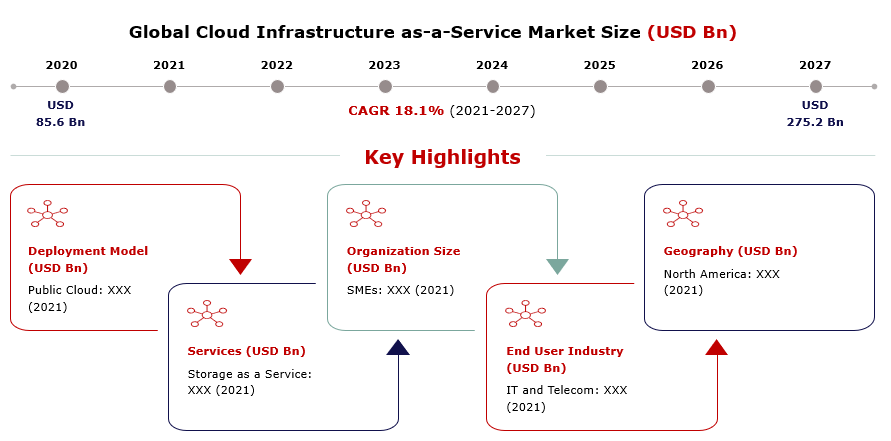 Global Cloud Infrastructure as-a-Service Market Size (USD Bn)
2020 2021 2022 2023 2024 2025 2026 2027
USD
85.6 Bn
CAGR 18.1% (2021-2027)
USD
275.2 Bn
Key Highlights
Deployment Model
(USD Bn)
Public Cloud: XXX
(2021)
Services (USD Bn)
Storage as a Service:
XXX (2021)
Organization Size
(USD Bn)
SMEs: XXX (2021)
End User Industry
(USD Bn)
IT and Telecom: XXX
(2021)
Geography (USD Bn)
North America: XXX
(2021)